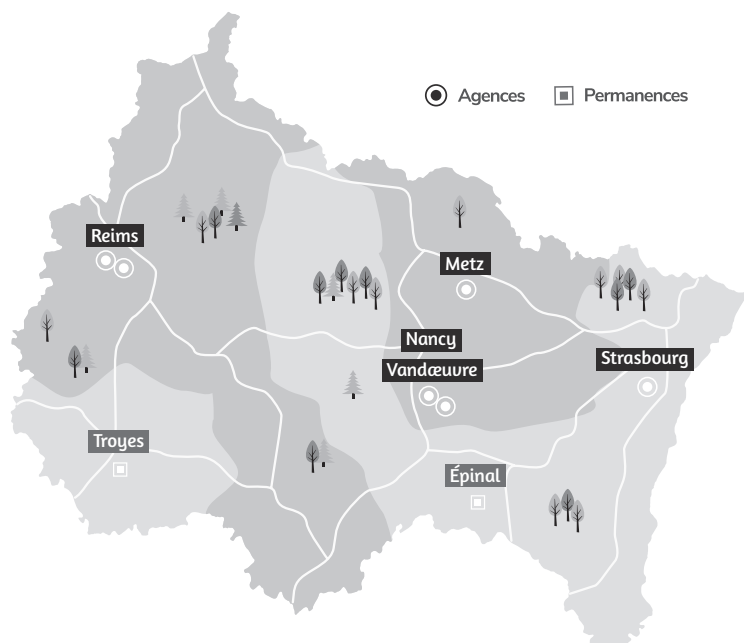 Agences Permanences
Reims
Metz
Nancy
Vandœuvre
Strasbourg
Troyes
Épinal